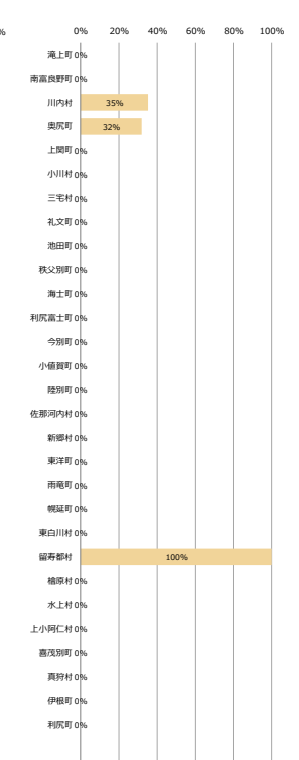 %
0% 20% 40% 60% 80% 100%
滝上町 0%
南富良野町 0%
川内村 35%
奥尻町 32%
上関町 0%
小川村 0%
三宅村 0%
礼文町 0%
池田町 0%
秩父別町 0%
海士町 0%
利尻富士町 0%
今別町 0%
小値賀町 0%
陸別町 0%
佐那河内村 0%
新郷村 0%
東洋町 0%
雨竜町 0%
幌延町 0%
東白川村 0%
留寿都村 100%
檜原村 0%
水上村 0%
上小阿仁村 0%
喜茂別町 0%
真狩村 0%
伊根町 0%
利尻町 0%